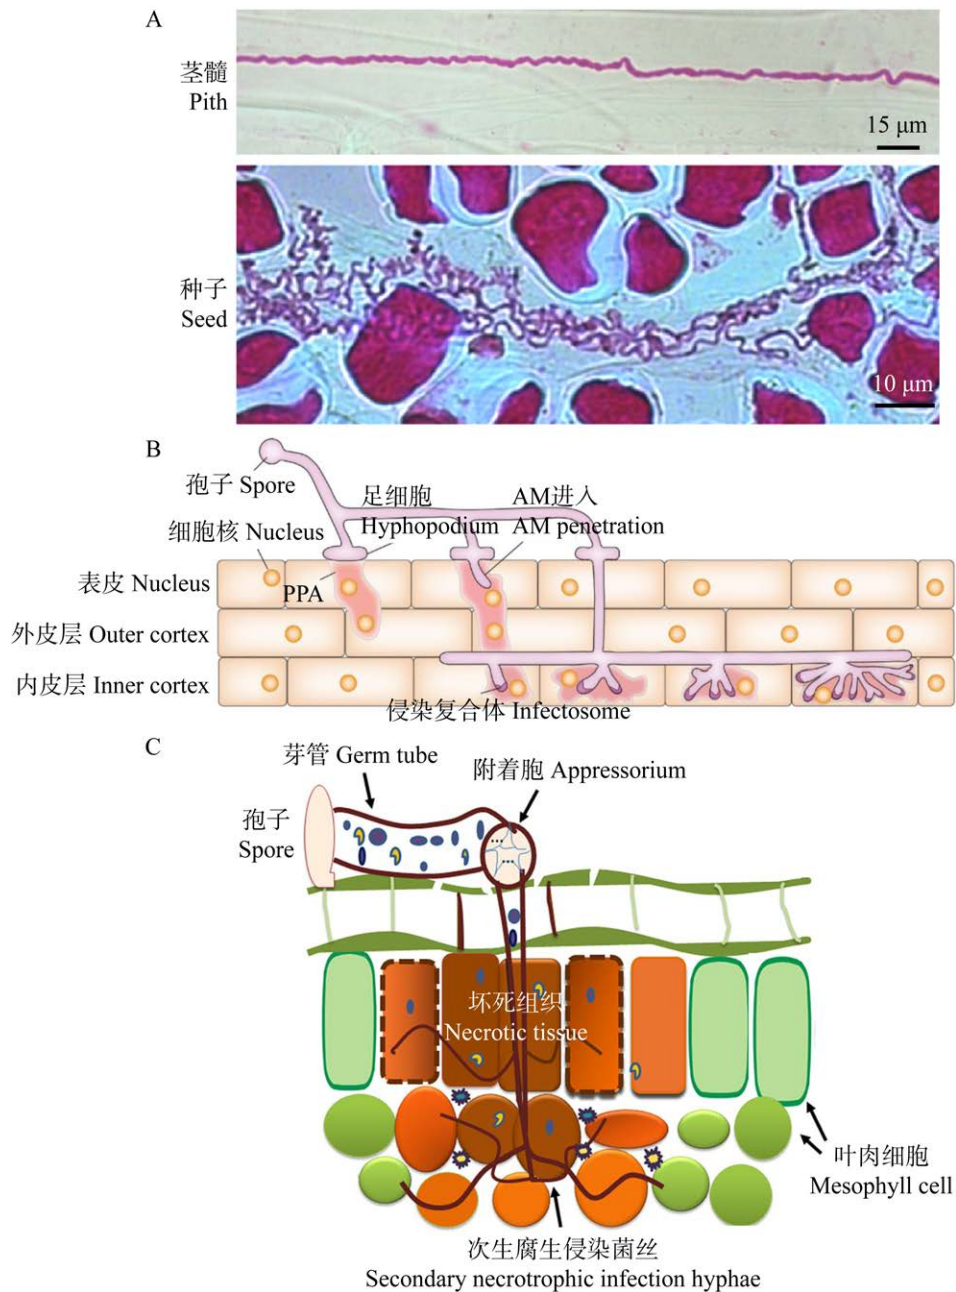 A
茎髓
Pith
15 μm
种子
Seed
10 μm
B
孢子 Spore
足细胞
Hyphopodium
AM进入
AM penetration
细胞核 Nucleus
PPA
表皮 Nucleus
外皮层 Outer cortex
内皮层 Inner cortex
侵染复合体 Infectosome
C
芽管 Germ tube
附着胞 Appressorium
孢子
Spore
坏死组织
Necrotic tissue
叶肉细胞
Mesophyll cell
次生腐生侵染菌丝
Secondary necrotrophic infection hyphae